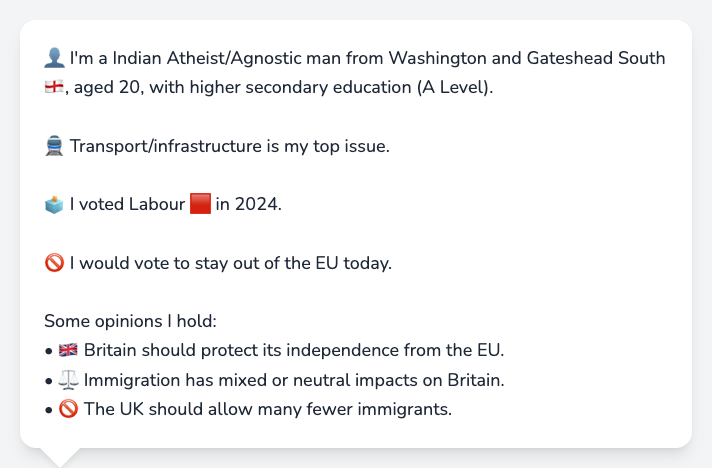 👤 I'm a Indian Atheist/Agnostic man from Washington and Gateshead South
🏴󠁧󠁢󠁥󠁮󠁧󠁿, aged 20, with higher secondary education (A Level).
🚆 Transport/infrastructure is my top issue.
🗳️ I voted Labour 🟥 in 2024.
🚫 I would vote to stay out of the EU today.
Some opinions I hold:
• 🇬🇧 Britain should protect its independence from the EU.
• ⚖️ Immigration has mixed or neutral impacts on Britain.
• 🚫 The UK should allow many fewer immigrants.